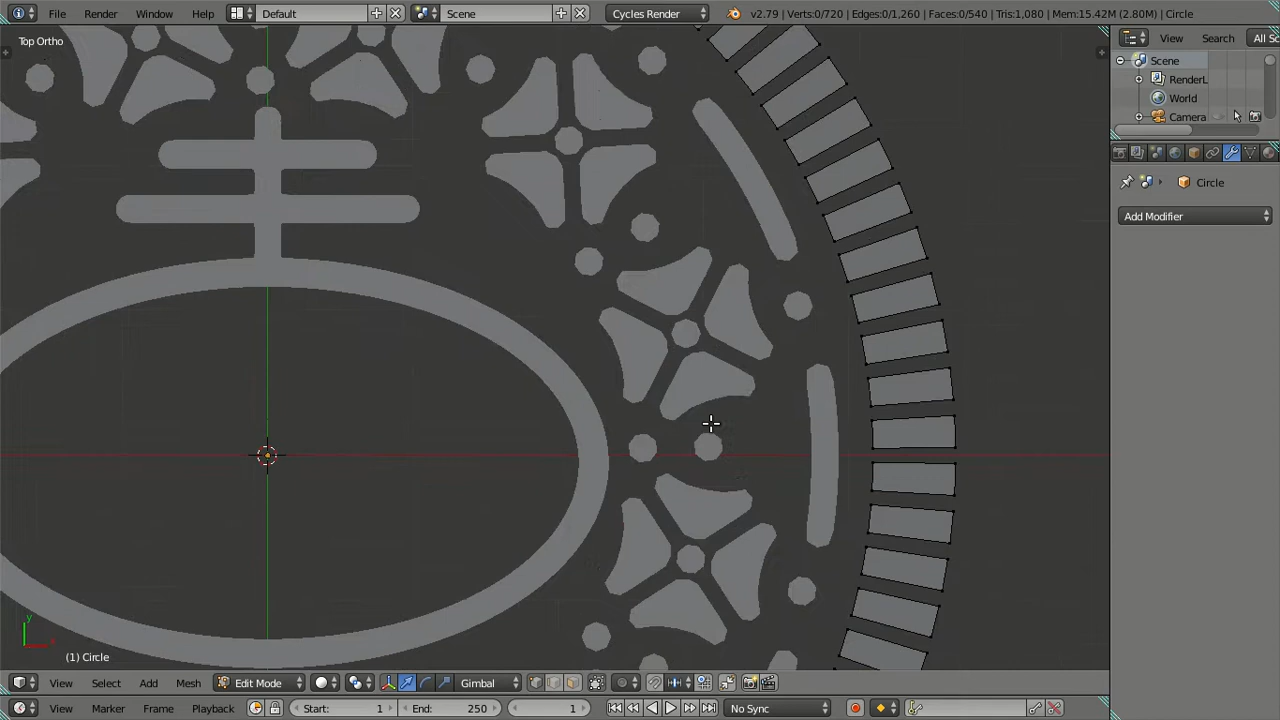 File Render Window Help Default Scene Cycles Render v2.79 | Verts:0/720 | Edges:0/1,260 | Faces:0/540 | Tris:1,080 | Mem:15.42M (2.80M) | Circle
Top Ortho
View Search All Sc
Scene
RenderL
World
Camera
Circle
Add Modifier
y
x
(1) Circle
View Select Add Mesh Edit Mode Gimbal
View Marker Frame Playback Start: 1 End: 250 1 No Sync